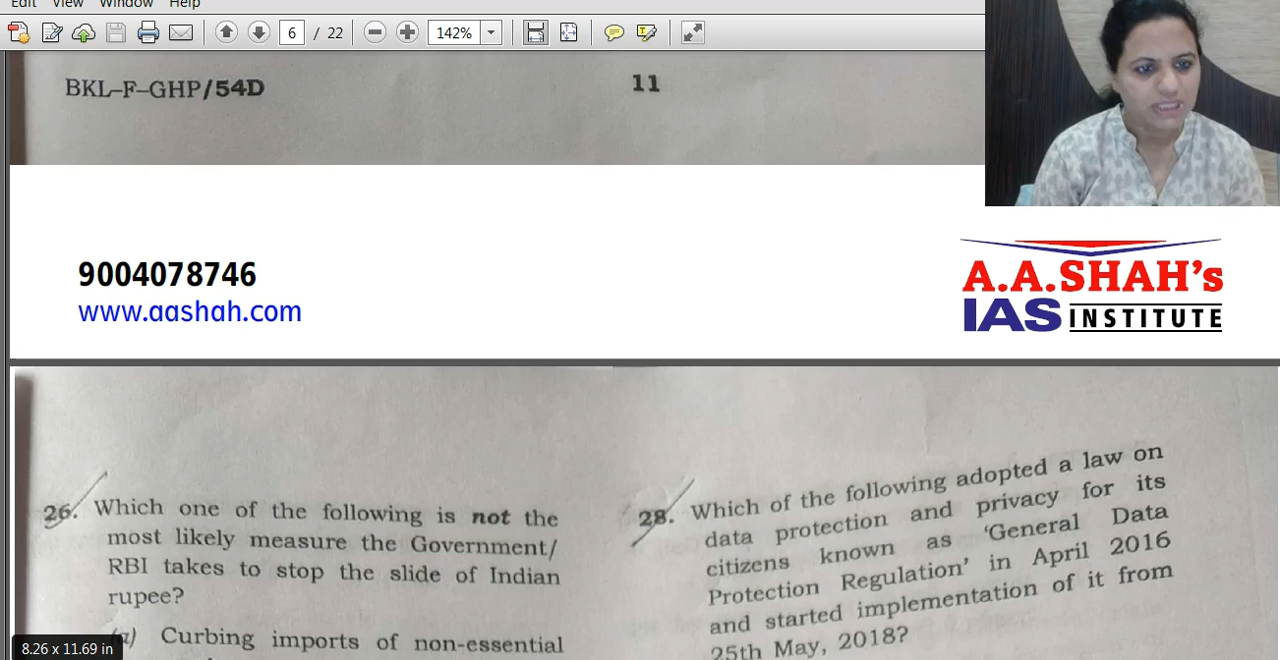 Edit View Window Help
6 / 22
142%
BKL-F-GHP/54D
11
9004078746
www.aashah.com
A.A.SHAH's
IAS INSTITUTE
26. Which one of the following is not the
most likely measure the Government/
RBI takes to stop the slide of Indian
rupee?
(a) Curbing imports of non-essential
28. Which of the following adopted a law on
data protection and privacy for its
citizens known as 'General Data
Protection Regulation' in April 2016
and started implementation of it from
25th May, 2018?
8.26 x 11.69 in